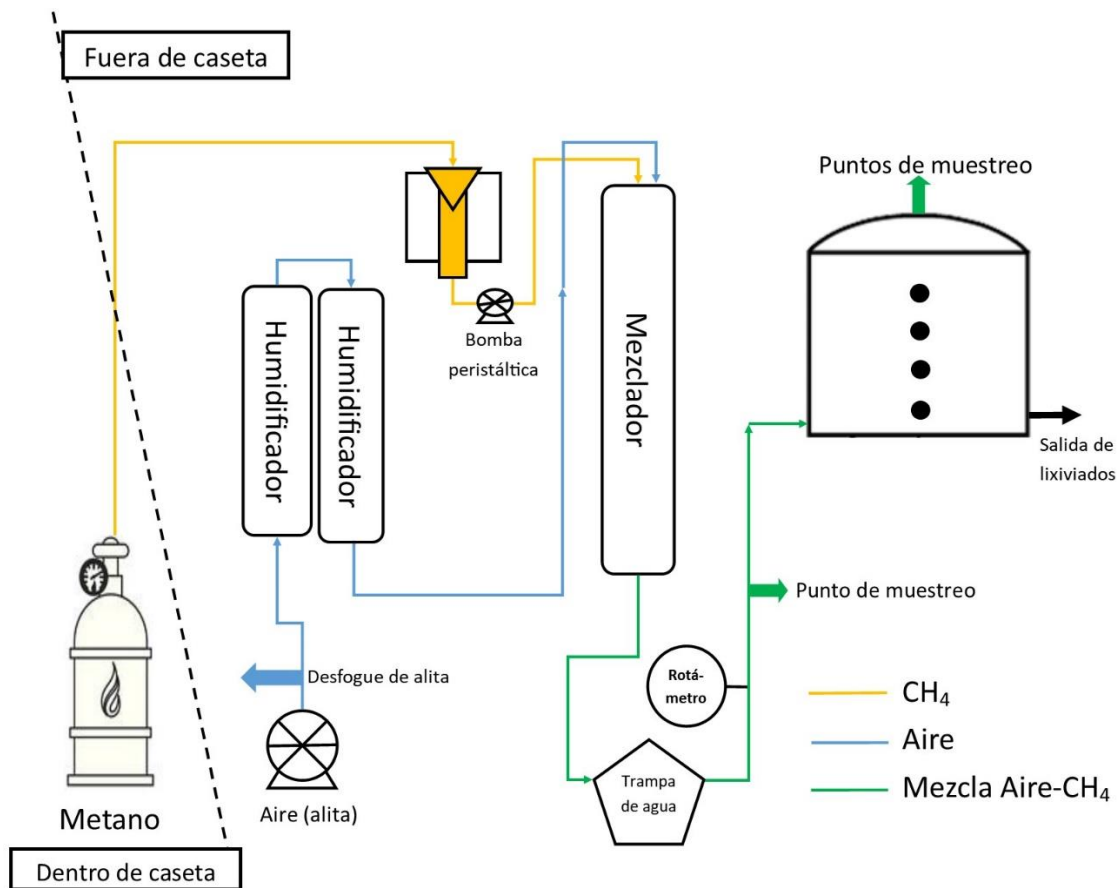 Fuera de caseta
Puntos de muestreo
Humidificador
Humidificador
Bomba
peristáltica
Mezclador
Salida de
lixiviados
Punto de muestreo
Desfogue de alita
Rotá-
metro
CH₄
Aire
Mezcla Aire-CH₄
Trampa
de agua
Aire (alita)
Metano
Dentro de caseta